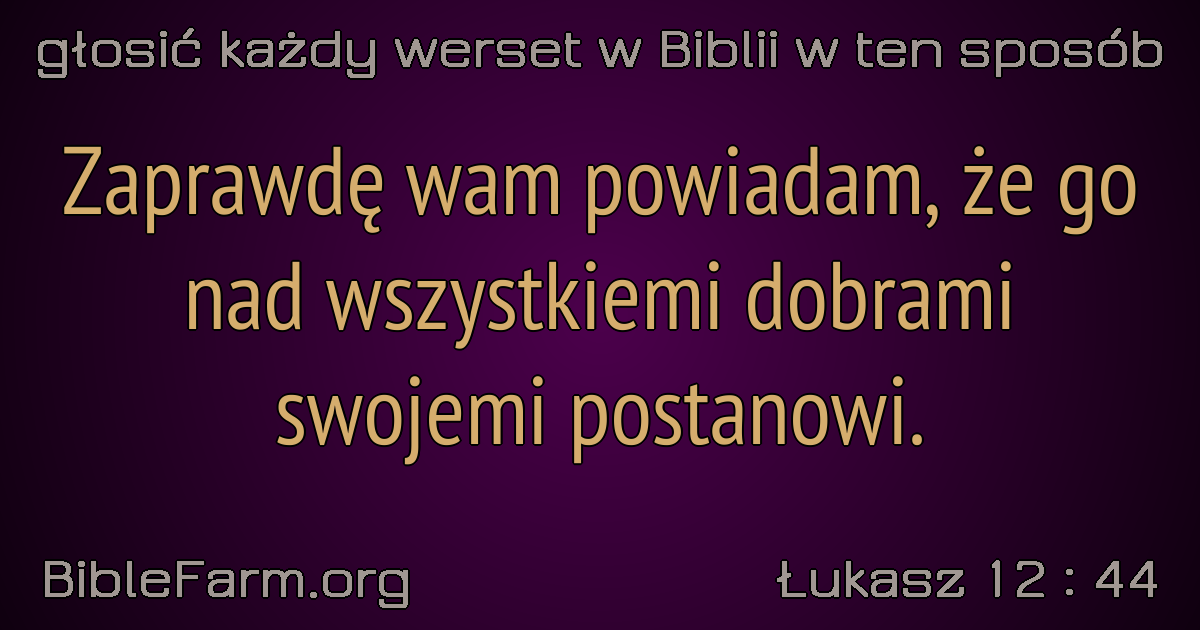 głosić każdy werset w Biblii w ten sposób
Zaprawdę wam powiadam, że go
nad wszystkiemi dobrami
swojemi postanowi.
BibleFarm.org
Łukasz 12 : 44